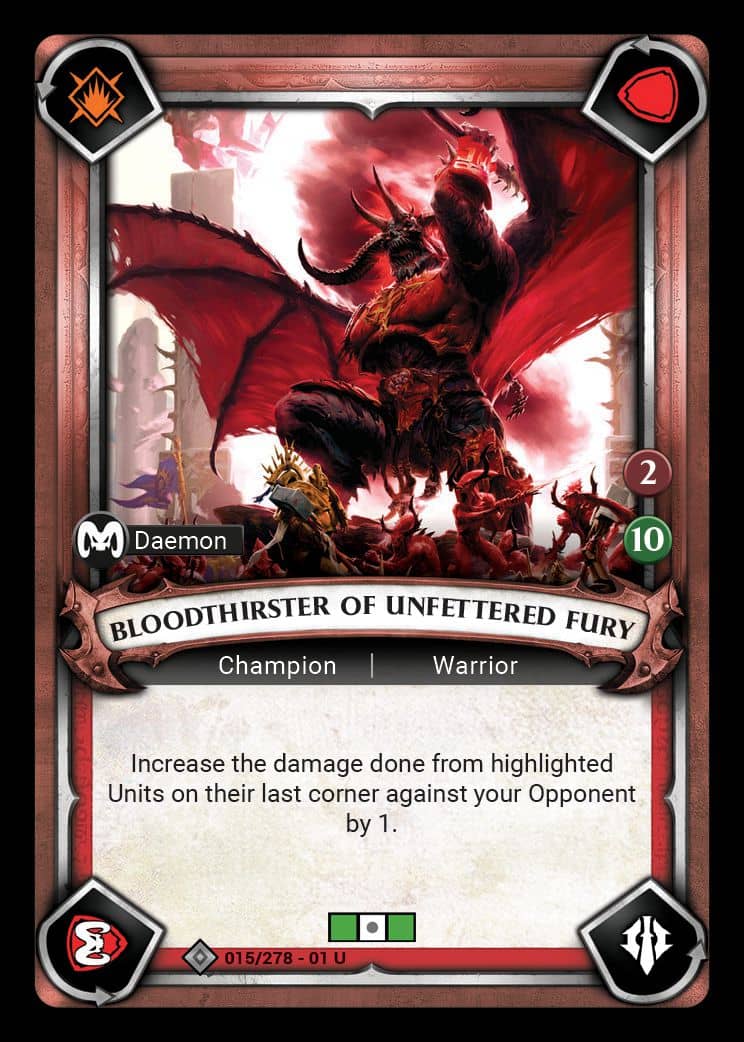 2
10
Daemon
BLOODTHIRSTER OF UNFETTERED FURY
Champion | Warrior
Increase the damage done from highlighted
Units on their last corner against your Opponent
by 1.
015/278 - 01 U